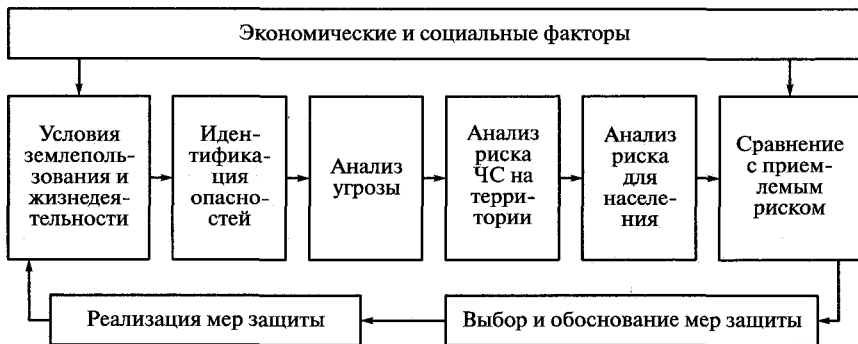 Экономические и социальные факторы
Условия
землеполь-
зования и
жизнедея-
тельности
Иден-
тифика-
ция
опасно-
стей
Анализ
угрозы
Анализ
риска
ЧС на
терри-
тории
Анализ
риска
для
населе-
ния
Сравнение
с прием-
лемым
риском
Реализация мер защиты
Выбор и обоснование мер защиты